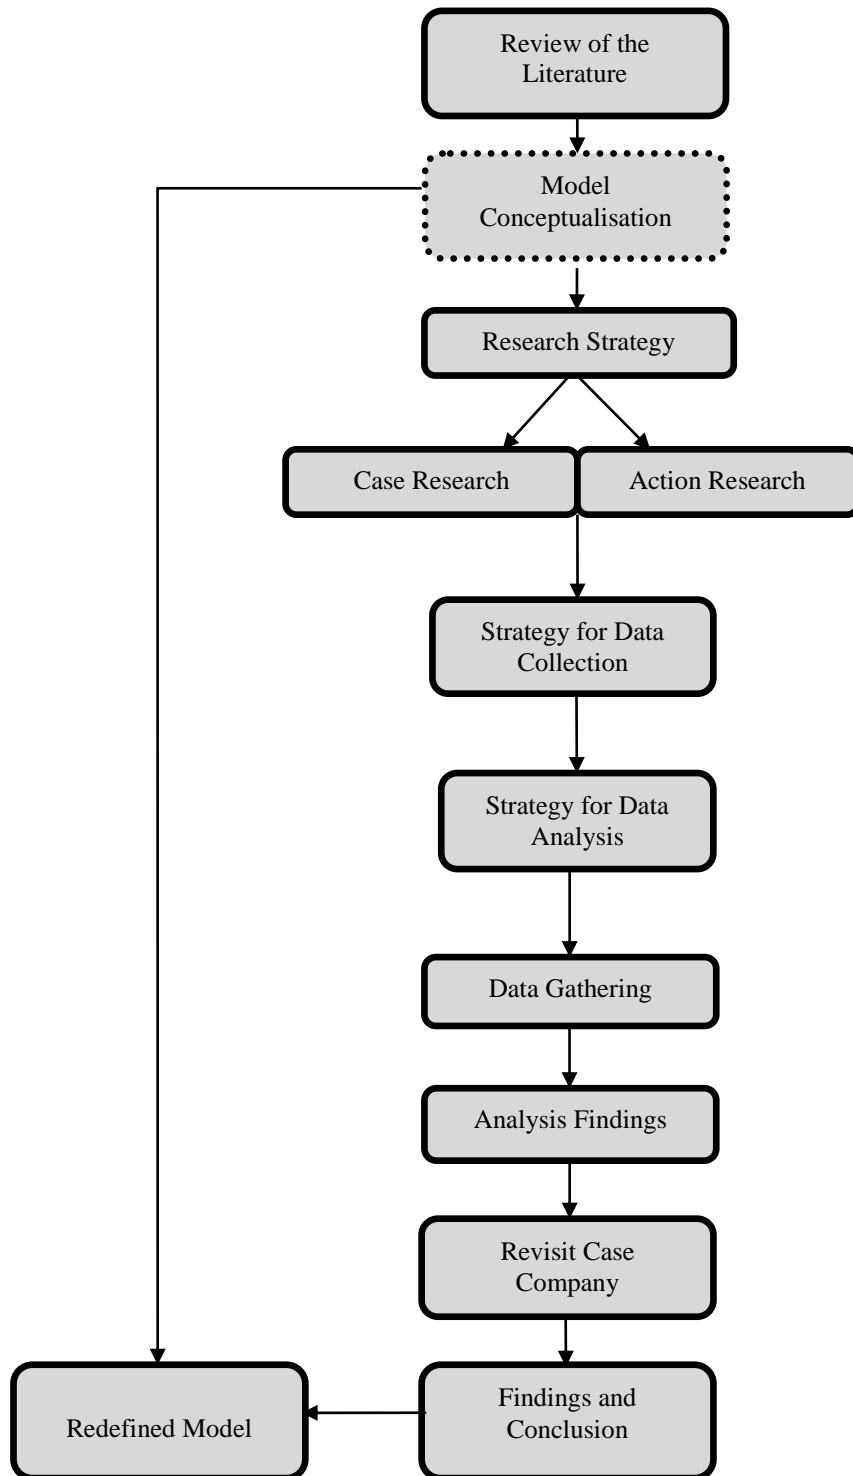 Review of the
Literature
Model
Conceptualisation
Research Strategy
Case Research
Action Research
Strategy for Data
Collection
Strategy for Data
Analysis
Data Gathering
Analysis Findings
Revisit Case
Company
Findings and
Conclusion
Redefined Model